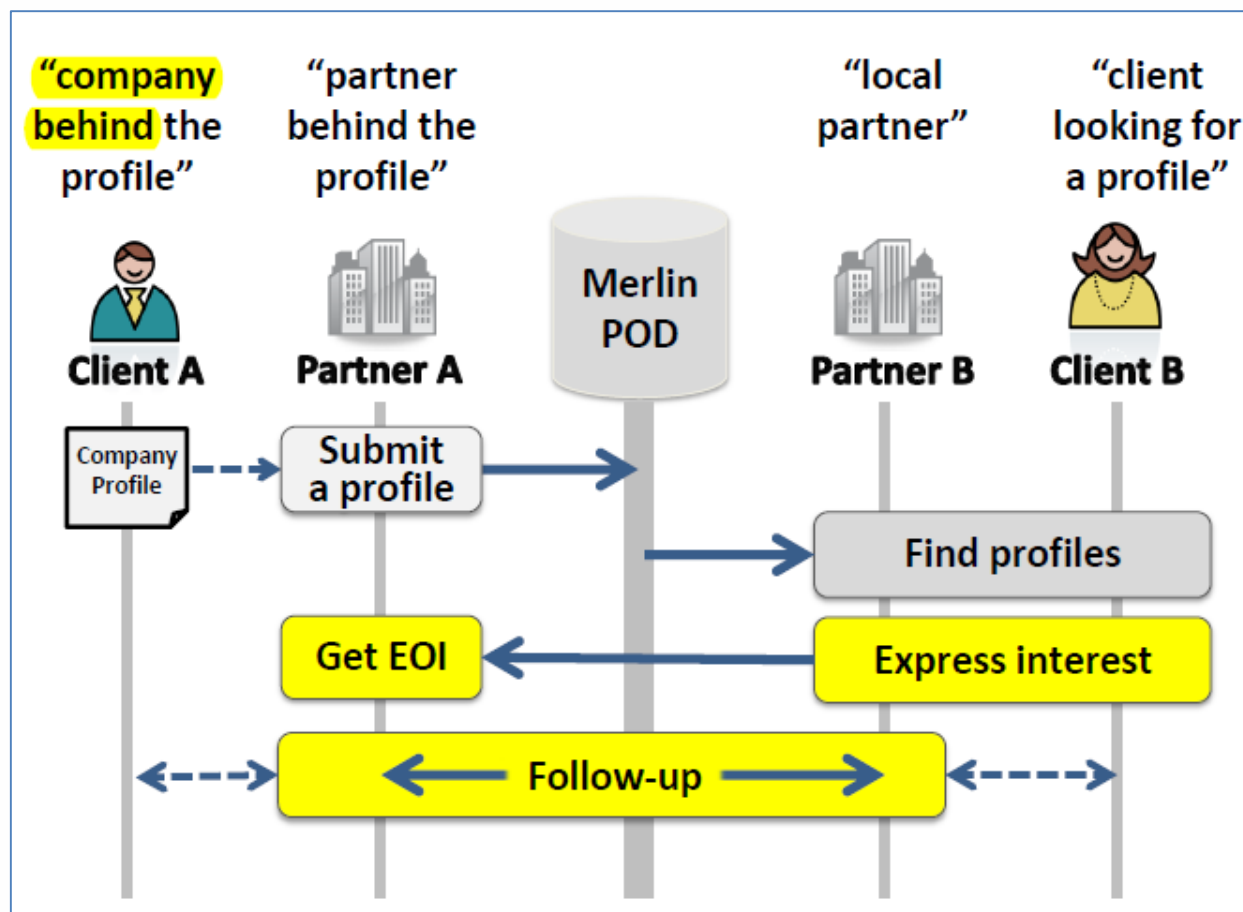 “company behind the profile”
“partner behind the profile”
“local partner”
“client looking for a profile”
Merlin POD
Client A
Partner A
Partner B
Client B
Company Profile
Submit a profile
Find profiles
Get EOI
Express interest
Follow-up